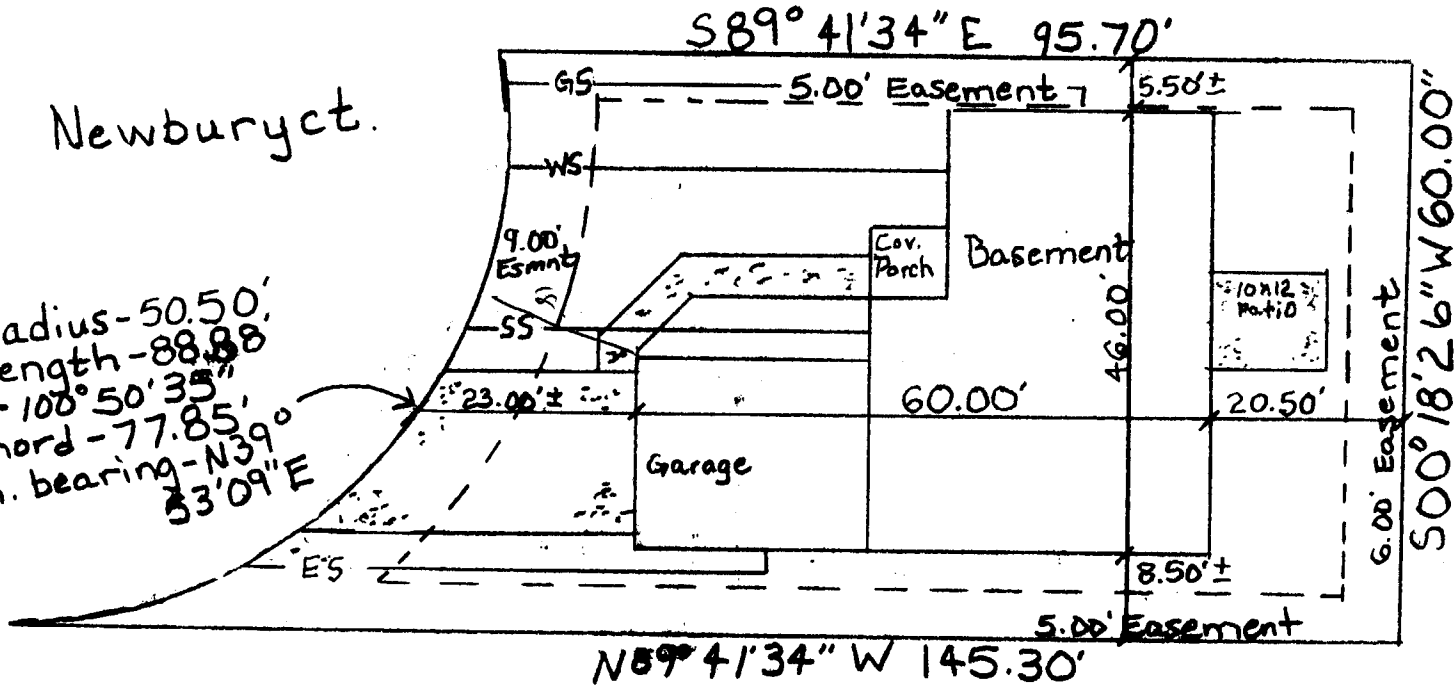 S89° 41'34" E 95.70'
GS
5.00' Easement
5.50'±
Newburyct.
WS
S00° 18'26" W 60.00'
9.00'
Esmnt
Cov.
Porch
Basement
10x12
Patio
adius-50.50'
ength-88.88
-100°50'35"
hord-77.85'
. bearing-N39°
53'09"E
SS
46.00'
23.00'±
60.00'
20.50'
6.00' Easement
Garage
ES
8.50'±
5.00' Easement
N89° 41'34" W 145.30'